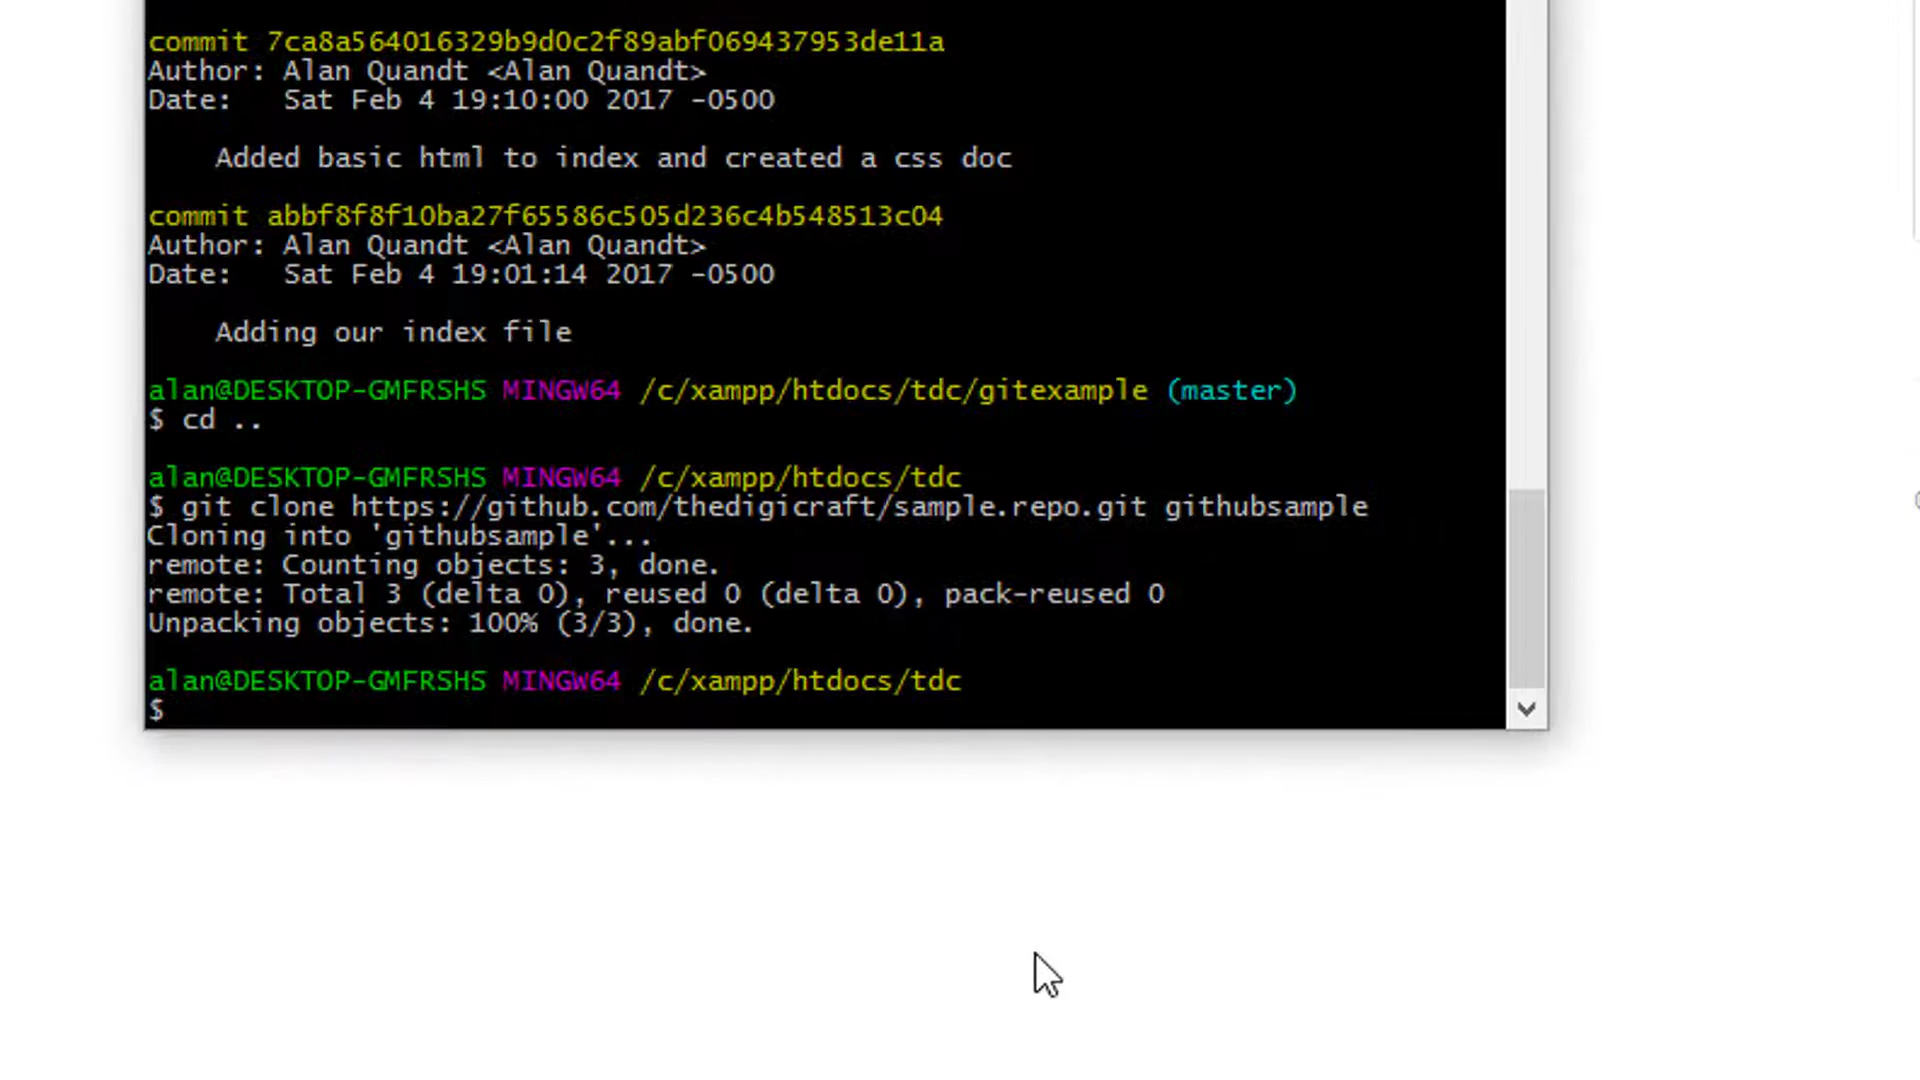 commit 7ca8a564016329b9d0c2f89abf069437953de11a
Author: Alan Quandt <Alan Quandt>
Date:   Sat Feb 4 19:10:00 2017 -0500
    Added basic html to index and created a css doc
commit abbf8f8f10ba27f65586c505d236c4b548513c04
Author: Alan Quandt <Alan Quandt>
Date:   Sat Feb 4 19:01:14 2017 -0500
    Adding our index file
alan@DESKTOP-GMFRSHS MINGW64 /c/xampp/htdocs/tdc/gitexample (master)
$ cd ..
alan@DESKTOP-GMFRSHS MINGW64 /c/xampp/htdocs/tdc
$ git clone https://github.com/thedigicraft/sample.repo.git githubsample
Cloning into 'githubsample'...
remote: Counting objects: 3, done.
remote: Total 3 (delta 0), reused 0 (delta 0), pack-reused 0
Unpacking objects: 100% (3/3), done.
alan@DESKTOP-GMFRSHS MINGW64 /c/xampp/htdocs/tdc
$